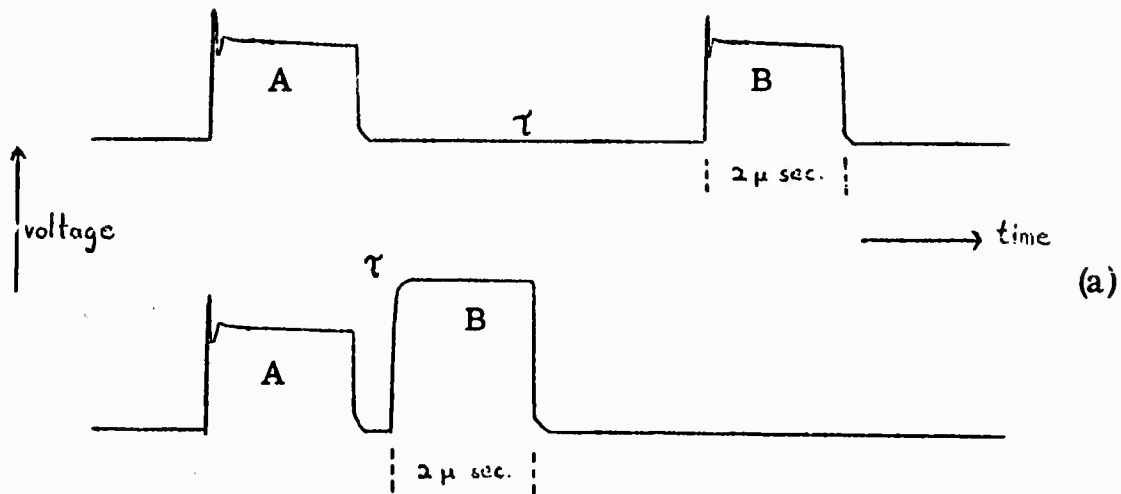 A
B
τ
2 μ sec.
voltage
time
τ
(a)
A
B
2 μ sec.